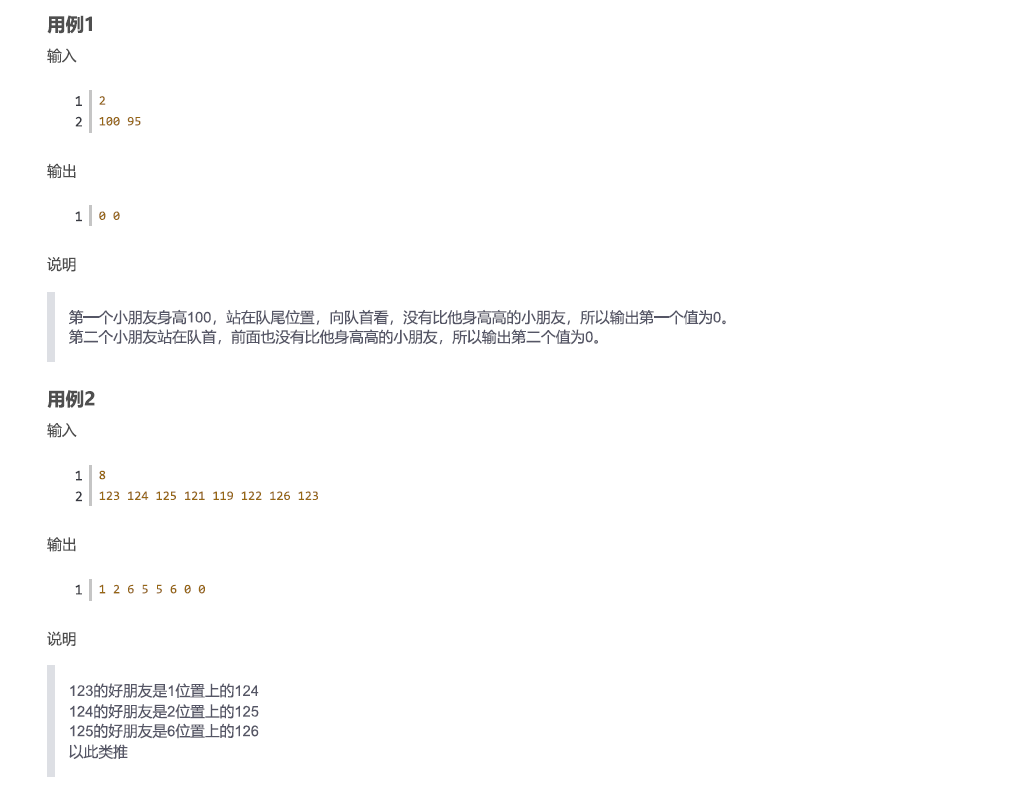 用例1
输入
1 2
2 100 95
输出
1 0 0
说明
第一个小朋友身高100，站在队尾位置，向队首看，没有比他身高高的小朋友，所以输出第一个值为0。
第二个小朋友站在队首，前面也没有比他身高高的小朋友，所以输出第二个值为0。
用例2
输入
1 8
2 123 124 125 121 119 122 126 123
输出
1 1 2 6 5 5 6 0 0
说明
123的好朋友是1位置上的124
124的好朋友是2位置上的125
125的好朋友是6位置上的126
以此类推